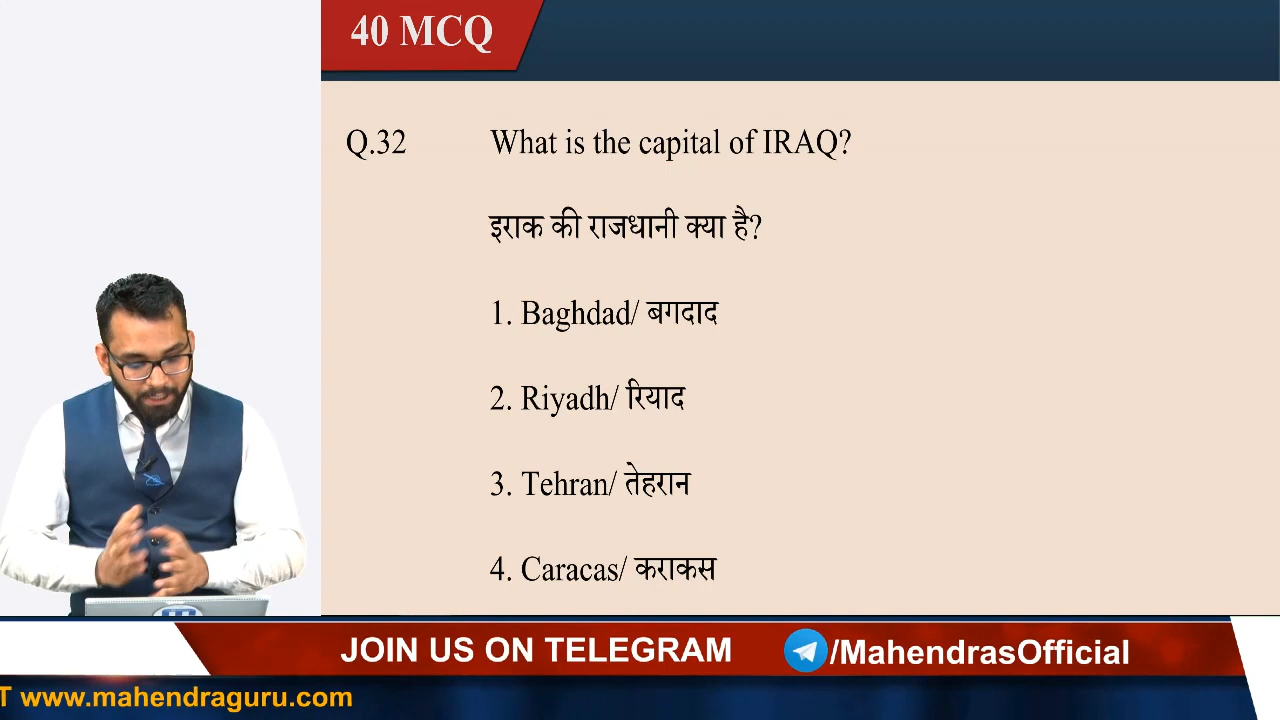 40 MCQ
Q.32 What is the capital of IRAQ?
इराक की राजधानी क्या है?
1. Baghdad/ बगदाद
2. Riyadh/ रियाद
3. Tehran/ तेहरान
4. Caracas/ कराकस
JOIN US ON TELEGRAM /MahendrasOfficial
T www.mahendraguru.com